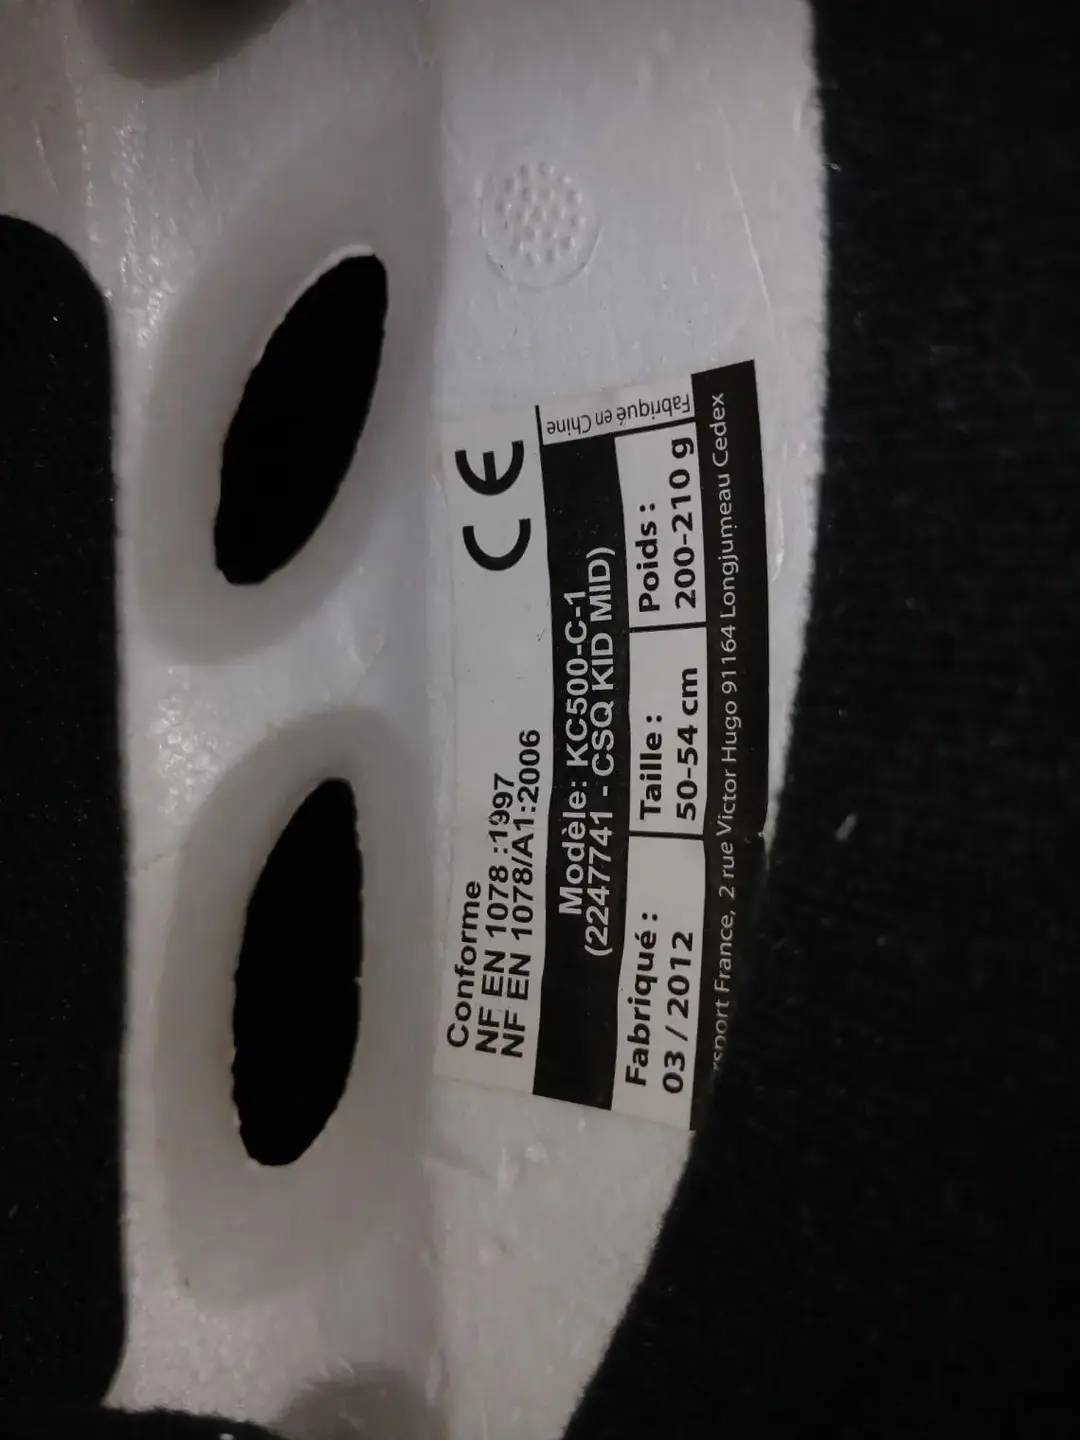 Conforme
NF EN 1078 :1997
NF EN 1078/A1:2006
CE
Modèle: KC500-C-1
(2247741 - CSQ KID MID)
Fabriqué en Chine
Fabriqué :
03 / 2012
Taille :
50-54 cm
Poids :
200-210 g
France, 2 rue Victor Hugo 91164 Longjumeau Cedex